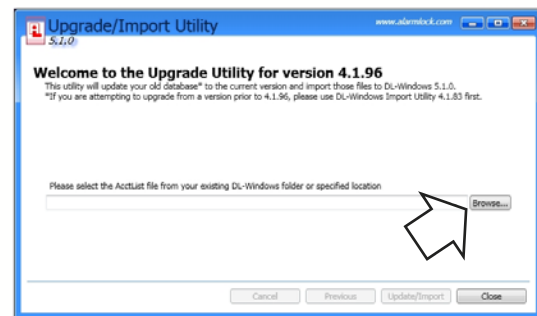 Upgrade/Import Utility
www.alarmlock.com
5.1.0
Welcome to the Upgrade Utility for version 4.1.96
This utility will update your old database* to the current version and import those files to DL-Windows 5.1.0.
*If you are attempting to upgrade from a version prior to 4.1.96, please use DL-Windows Import Utility 4.1.83 first.
Please select the AcctList file from your existing DL-Windows folder or specified location
Browse...
Cancel Previous Update/Import Close